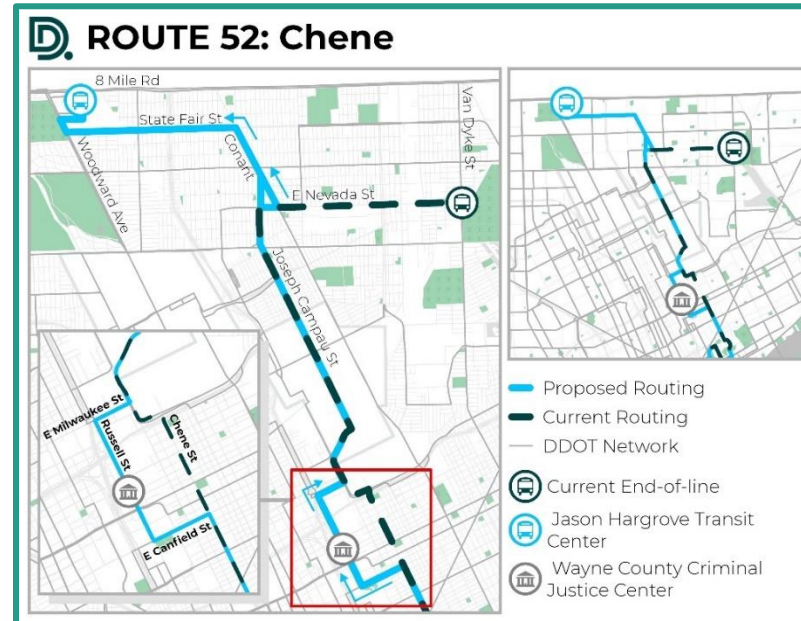 D. ROUTE 52: Chene
8 Mile Rd
State Fair St
Conant
Van Dyke St
Woodward Ave
E Nevada St
Joseph Campau St
E Milwaukee St
Russell St
Chene St
E Canfield St
Proposed Routing
Current Routing
DDOT Network
Current End-of-line
Jason Hargrove Transit
Center
Wayne County Criminal
Justice Center